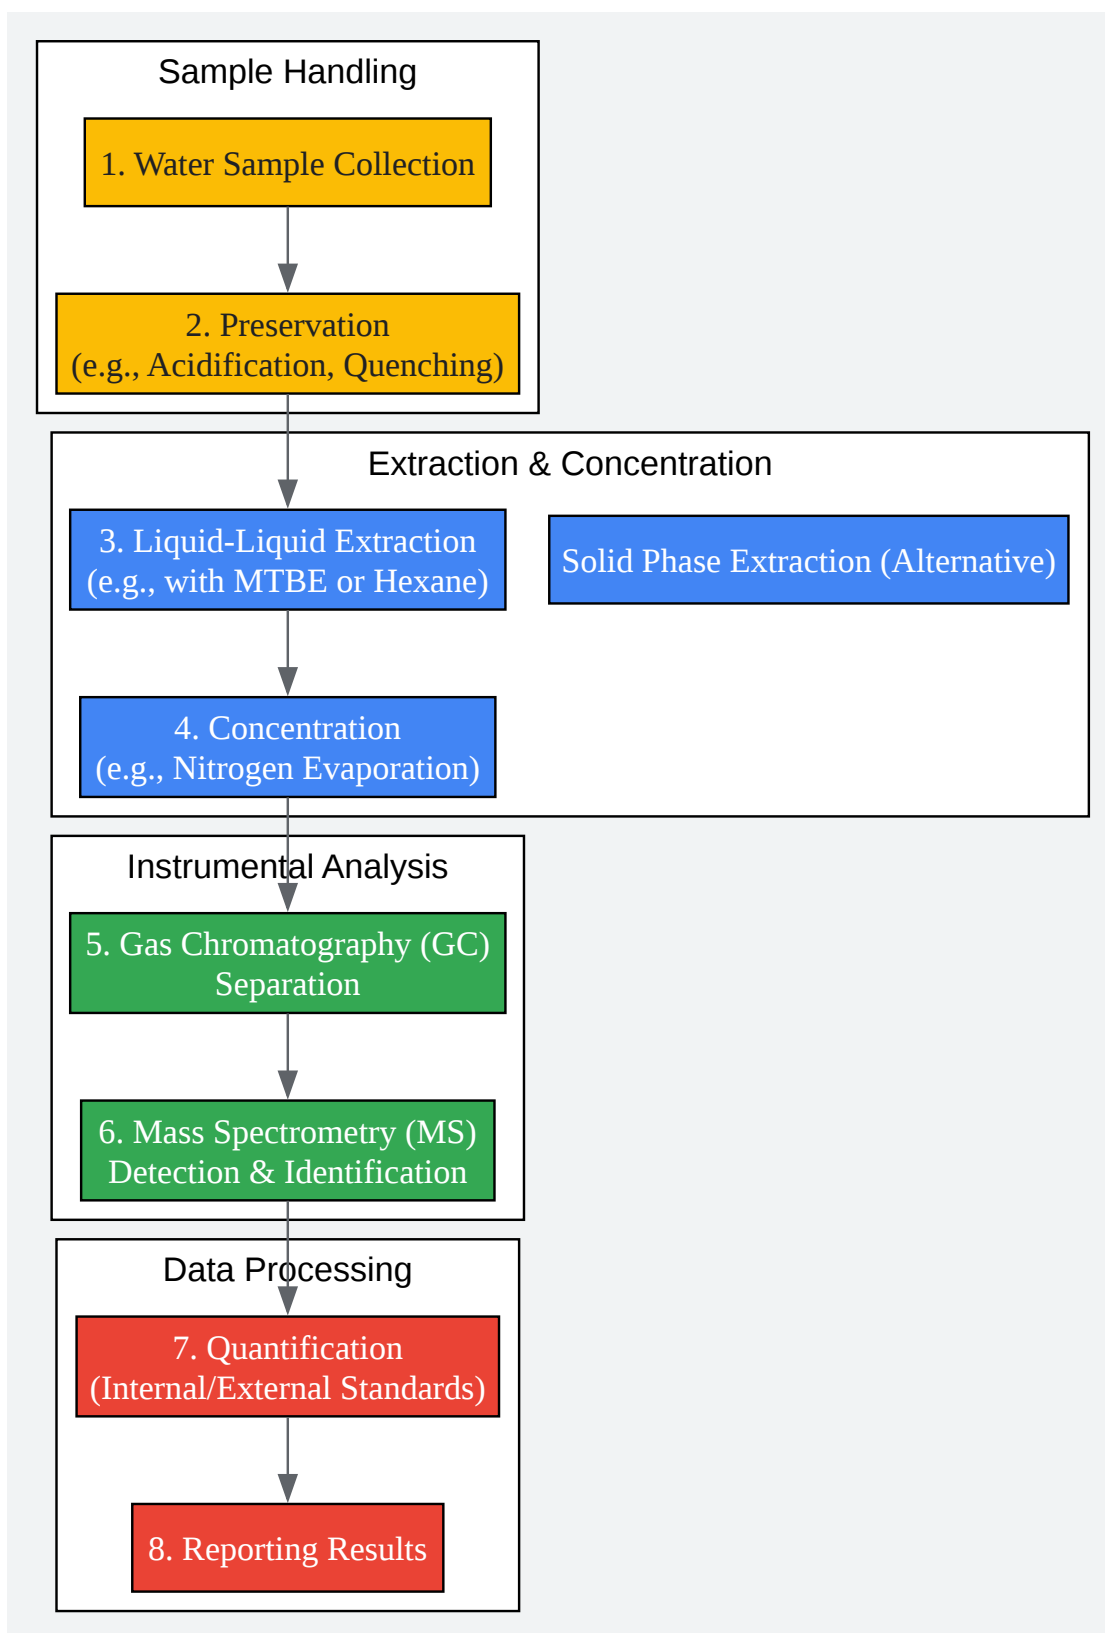 Sample Handling
1. Water Sample Collection
2. Preservation
(e.g., Acidification, Quenching)
Extraction & Concentration
3. Liquid-Liquid Extraction
(e.g., with MTBE or Hexane)
Solid Phase Extraction (Alternative)
4. Concentration
(e.g., Nitrogen Evaporation)
Instrumental Analysis
5. Gas Chromatography (GC)
Separation
6. Mass Spectrometry (MS)
Detection & Identification
Data Processing
7. Quantification
(Internal/External Standards)
8. Reporting Results